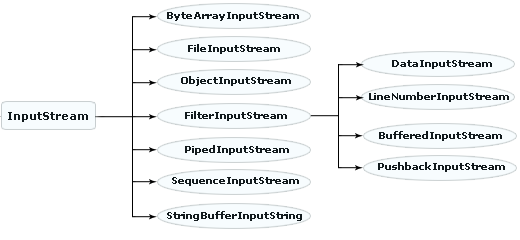 ByteArrayInputStream
FileInputStream
ObjectInputStream
InputStream
FilterInputStream
PipedInputStream
SequenceInputStream
StringBufferInputString
DataInputStream
LineNumberInputStream
BufferedInputStream
PushbackInputStream